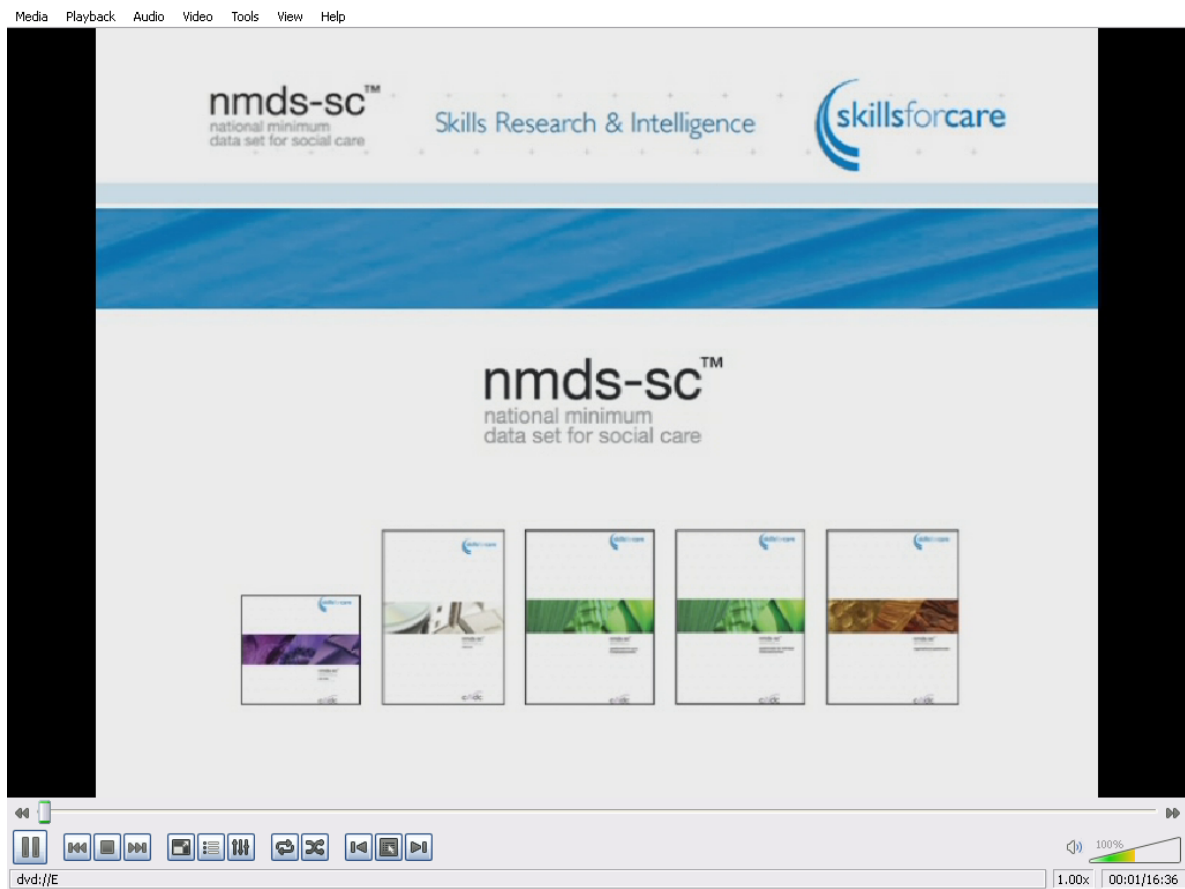 Media Playback Audio Video Tools View Help
nmds-sc™
national minimum
data set for social care
Skills Research & Intelligence
skillsforcare
nmds-sc™
national minimum
data set for social care
100%
dvd://E
1.00x 00:01/16:36